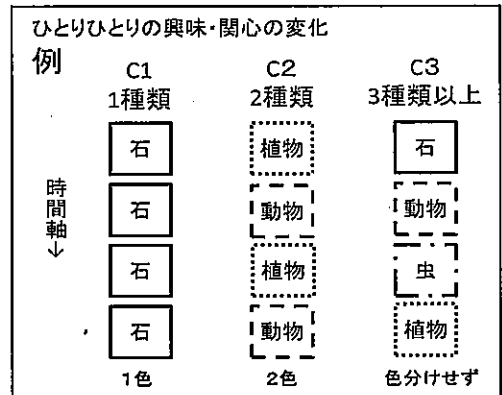 ひとりひとりの興味・関心の変化
例
C1 C2 C3
1種類 2種類 3種類以上
石 植物 石
石 動物 動物
石 植物 虫
石 動物 植物
時間軸↓
1色 2色 色分けせず